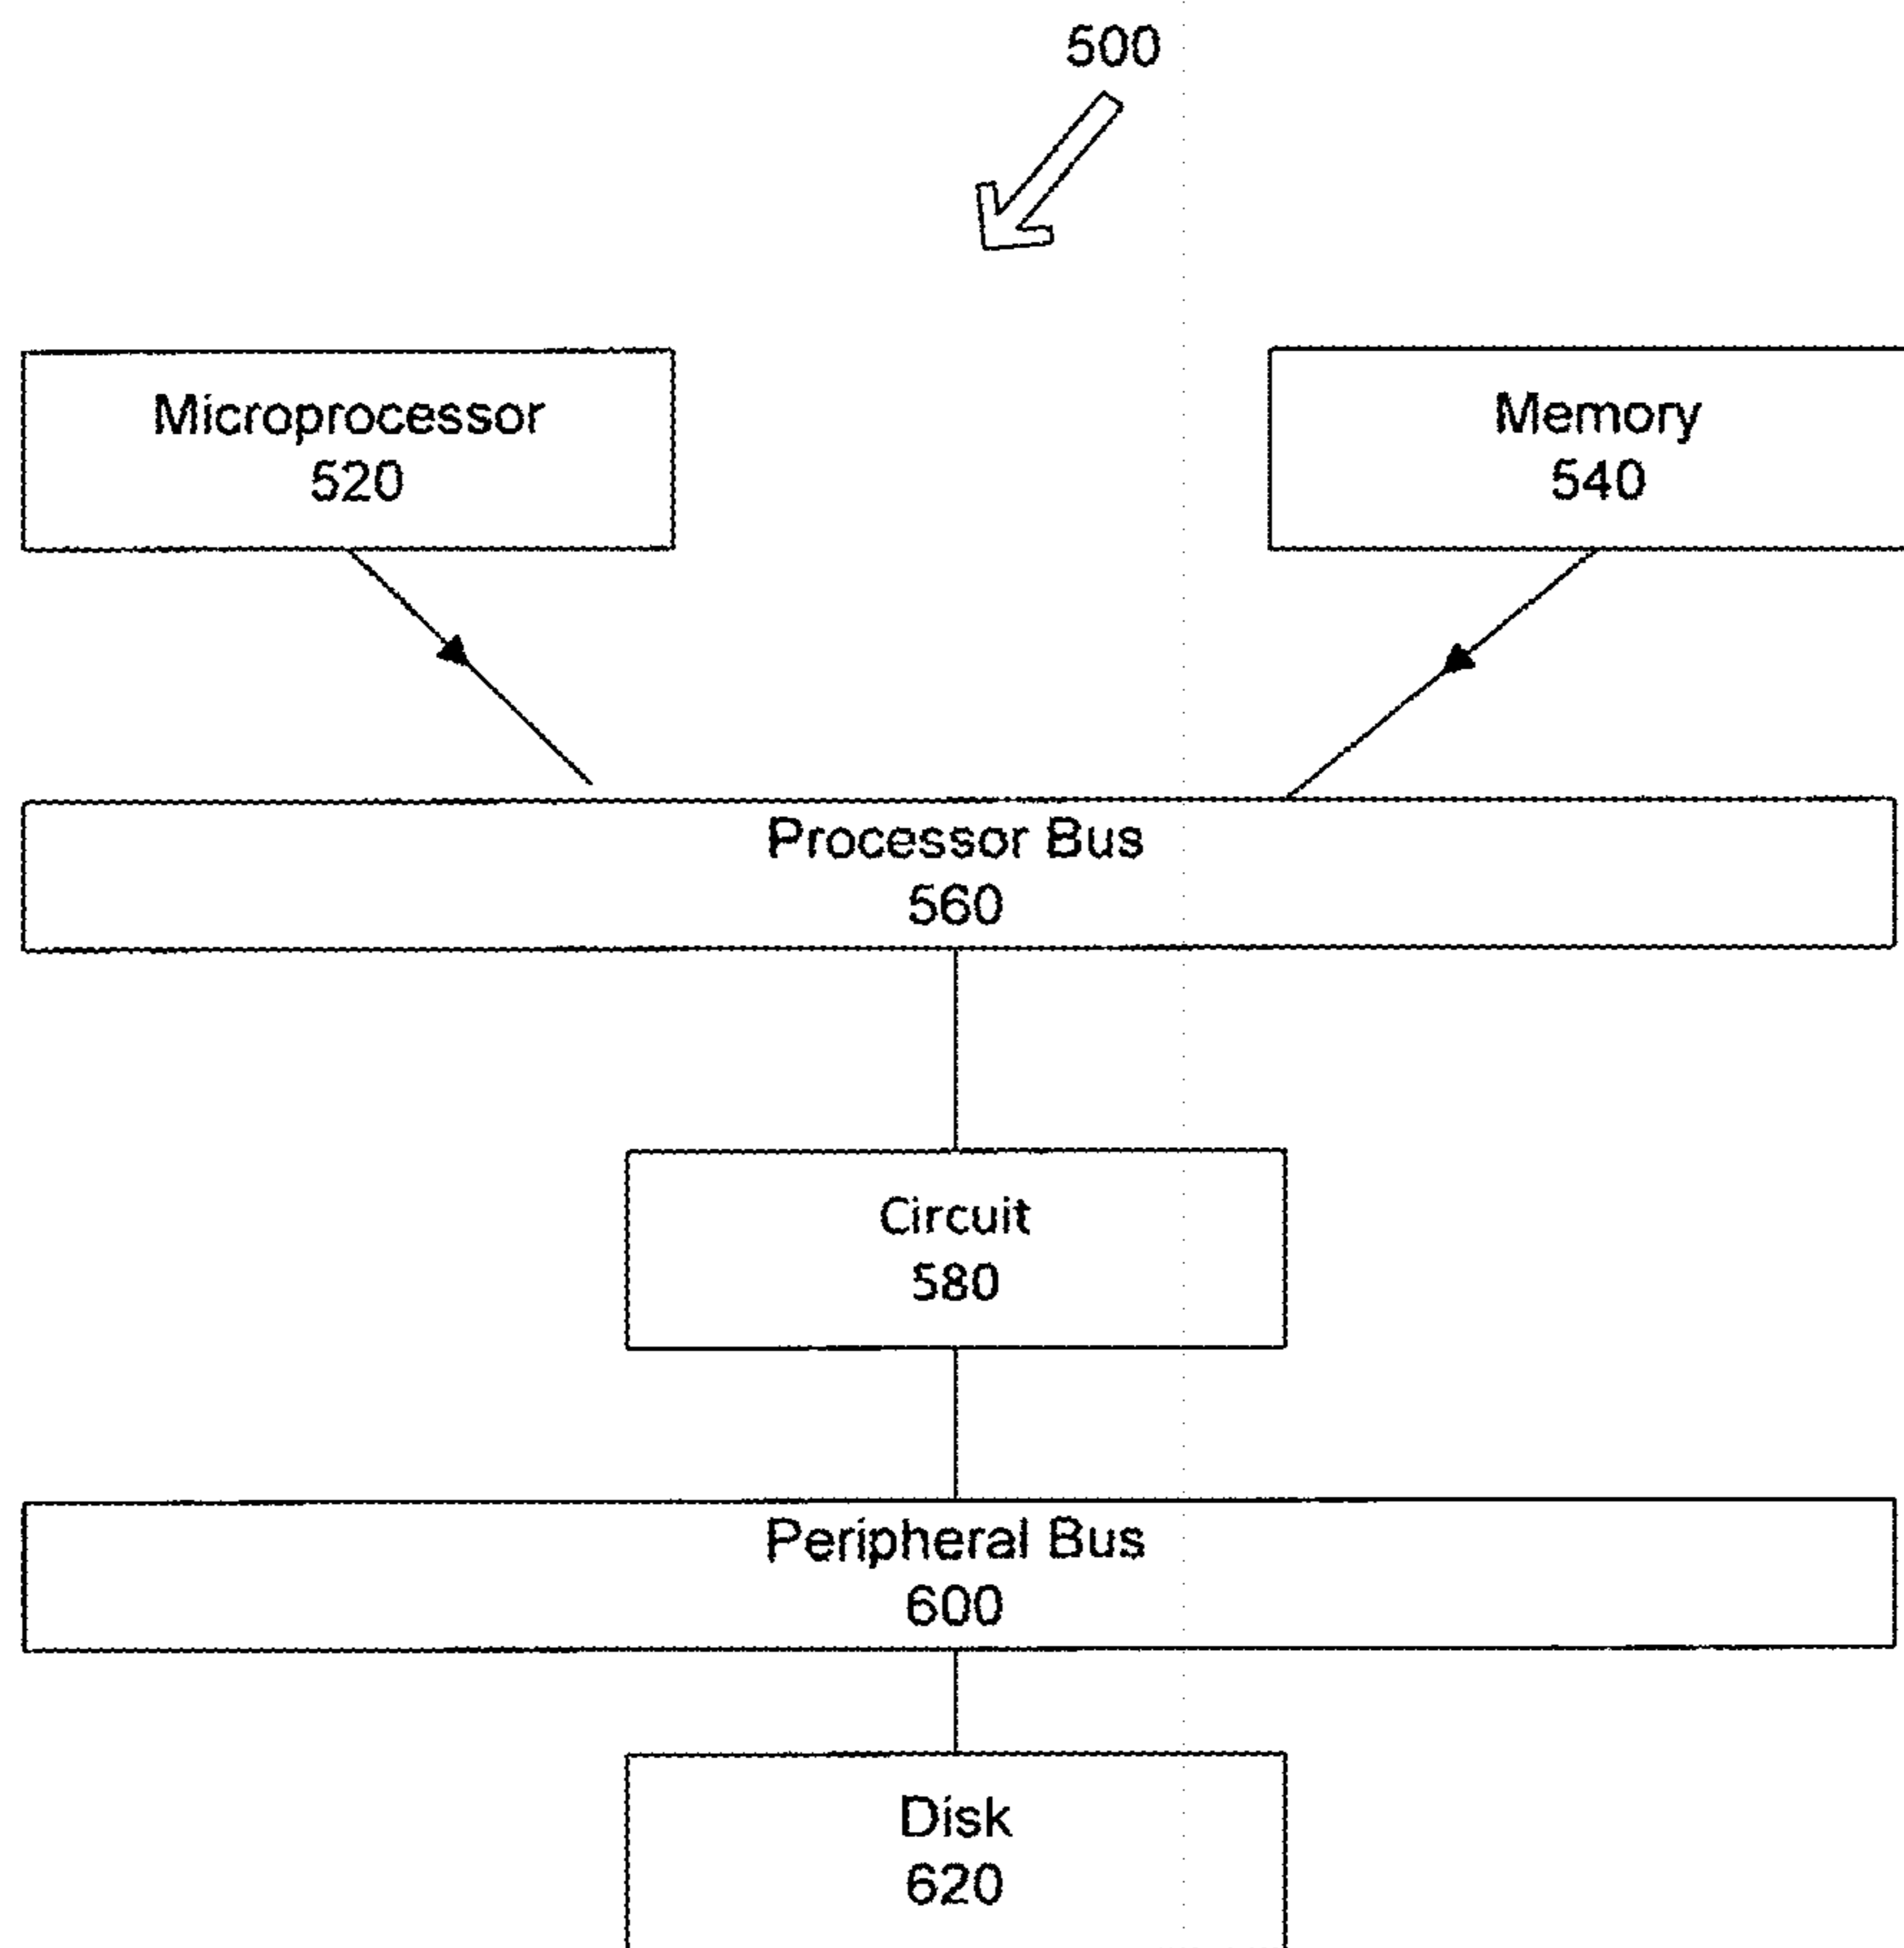 500
Microprocessor
520
Memory
540
Processor Bus
560
Circuit
580
Peripheral Bus
600
Disk
620